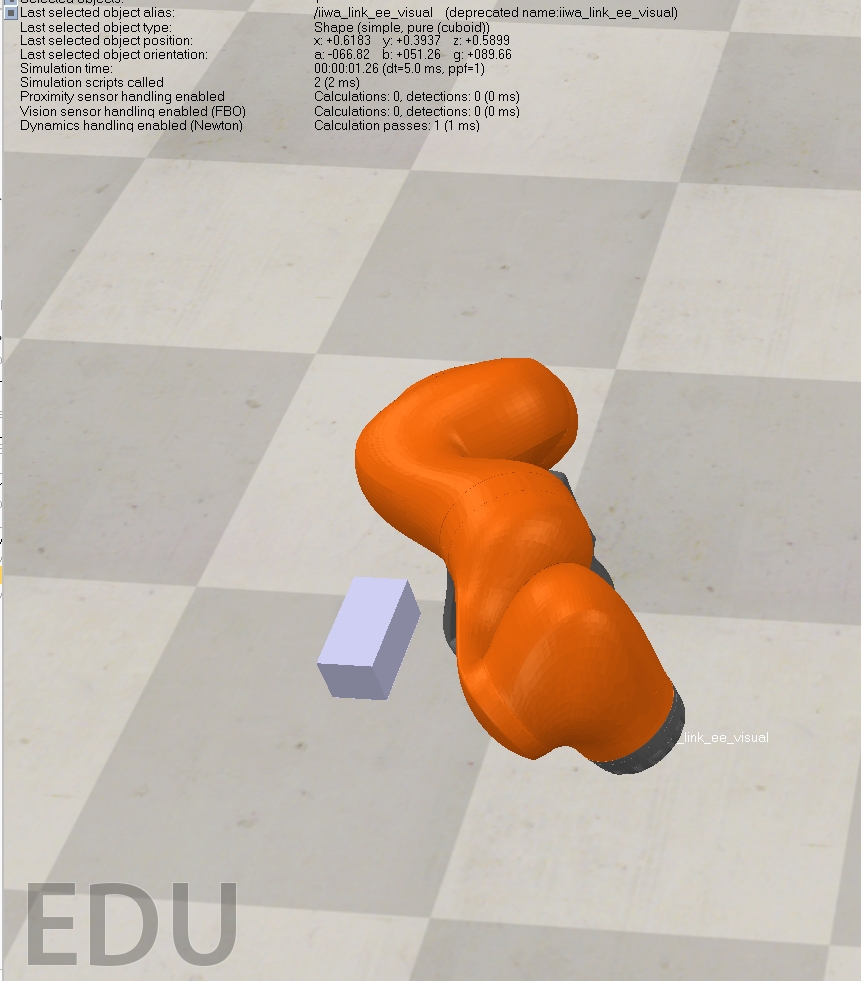 Last selected object alias: /iiwa_link_ee_visual (deprecated name:iiwa_link_ee_visual)
Last selected object type: Shape (simple, pure (cuboid))
Last selected object position: x: +0.6183 y: +0.3937 z: +0.5899
Last selected object orientation: a: -066.82 b: +051.26 g: +089.66
Simulation time: 00:00:01.26 (dt=5.0 ms, ppf=1)
Simulation scripts called 2 (2 ms)
Proximity sensor handling enabled Calculations: 0, detections: 0 (0 ms)
Vision sensor handling enabled (FBO) Calculations: 0, detections: 0 (0 ms)
Dynamics handling enabled (Newton) Calculation passes: 1 (1 ms)
_link_ee_visual
EDU